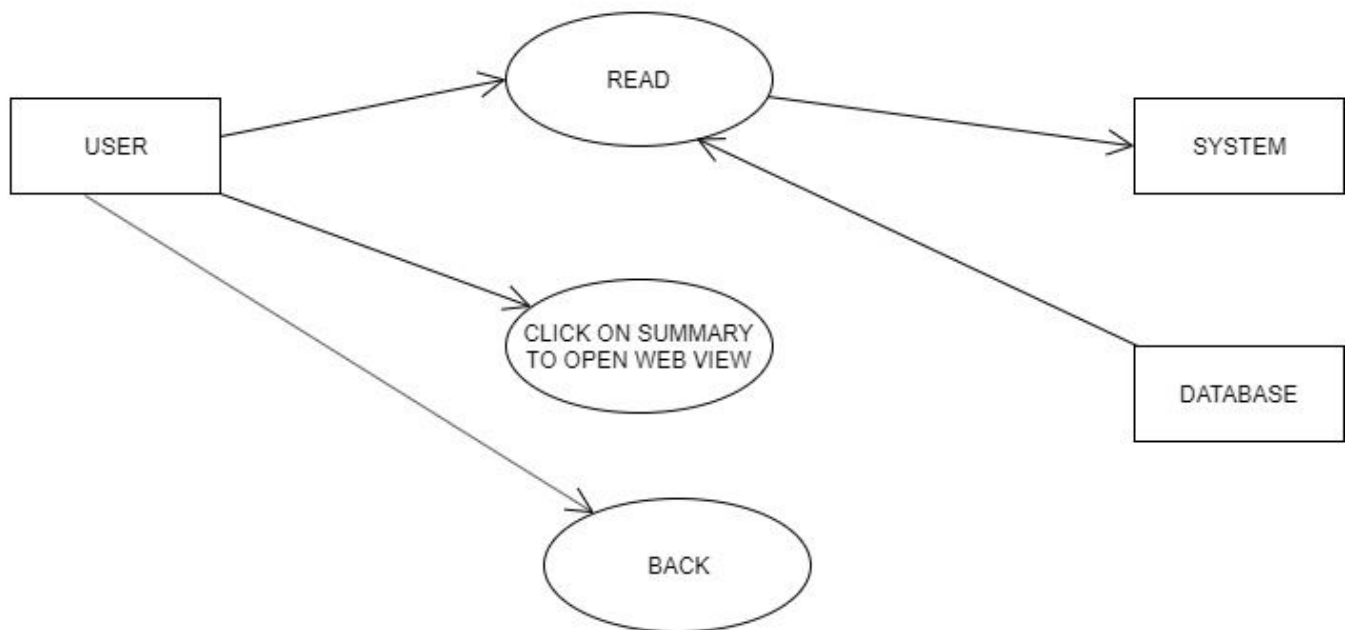 READ
USER
SYSTEM
CLICK ON SUMMARY
TO OPEN WEB VIEW
DATABASE
BACK